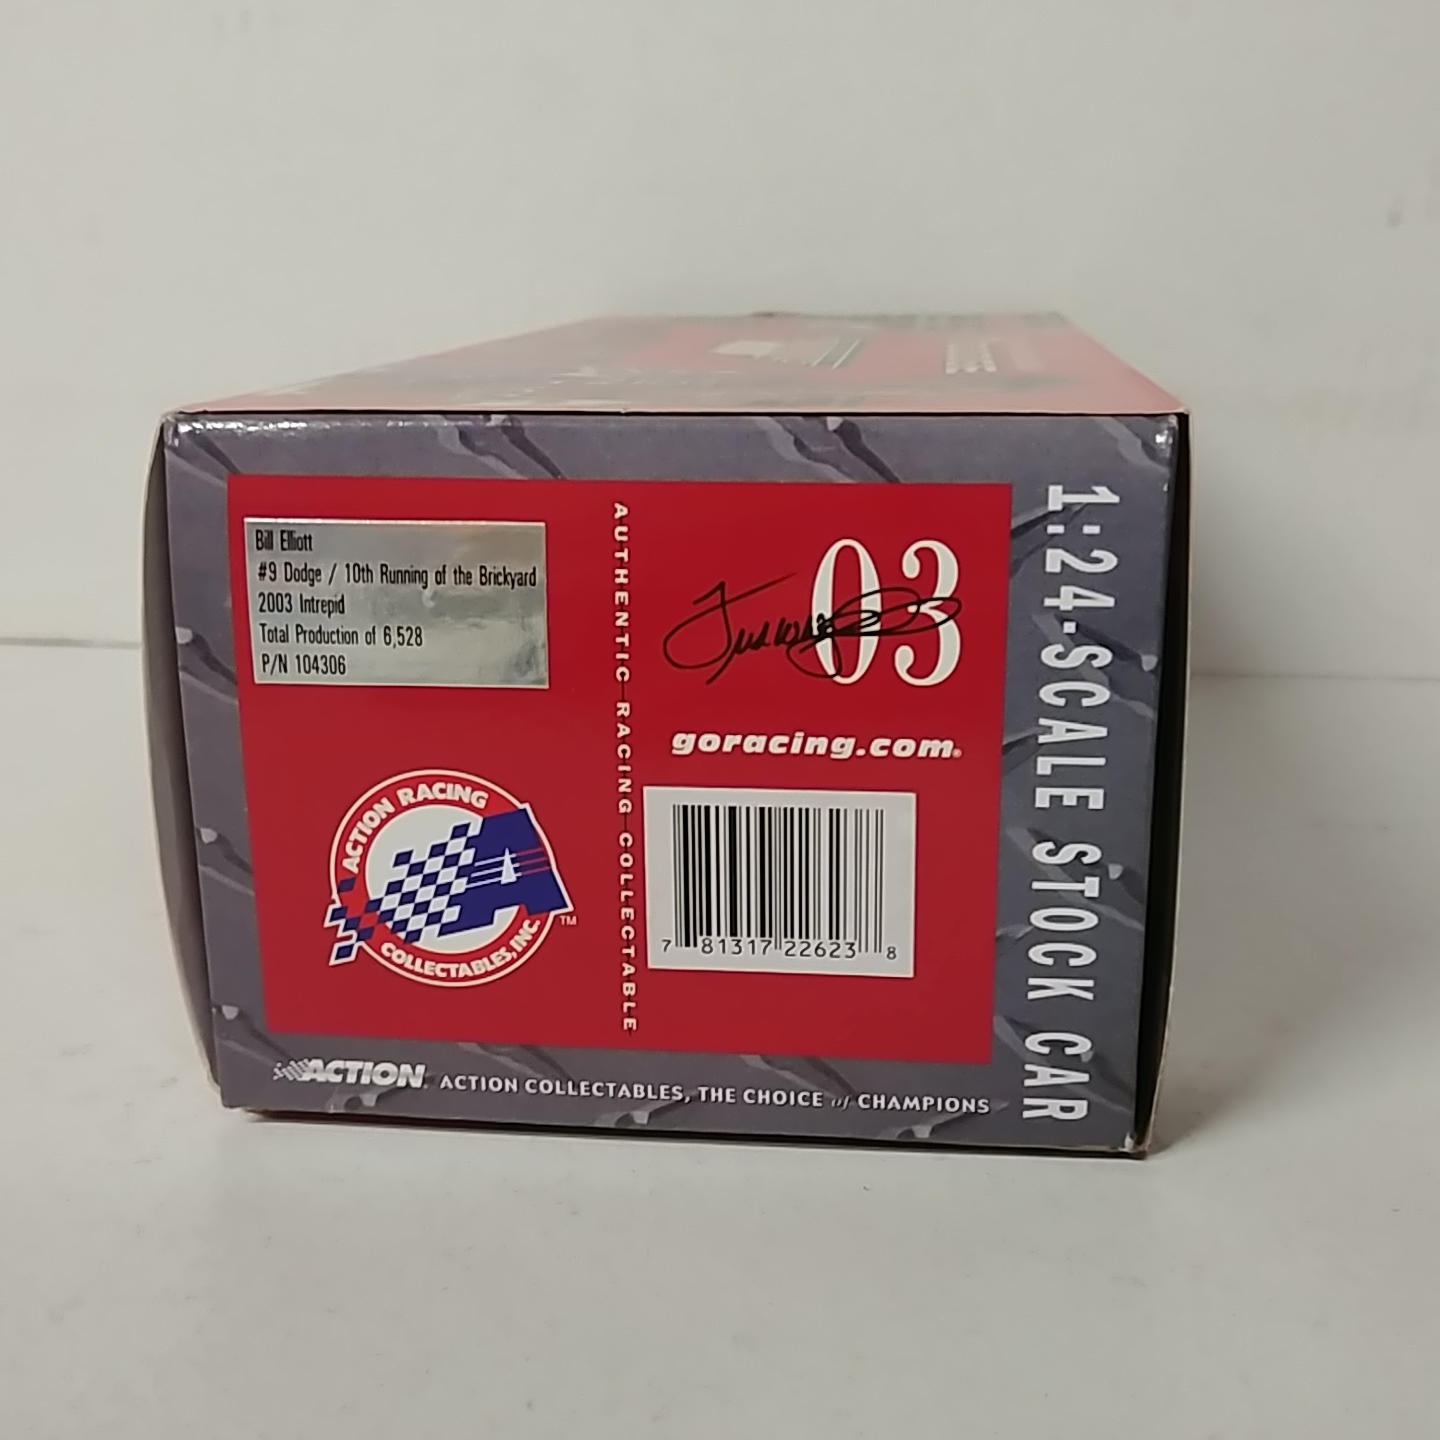 Bill Elliott
#9 Dodge / 10th Running of the Brickyard
2003 Intrepid
Total Production of 6,528
P/N 104306
AUTHENTIC RACING COLLECTABLE
03
goracing.com®
ACTION RACING
COLLECTABLES, INC.
A
TM
7 81317 22623 8
1:24-SCALE STOCK CAR
ACTION
ACTION COLLECTABLES, THE CHOICE of CHAMPIONS